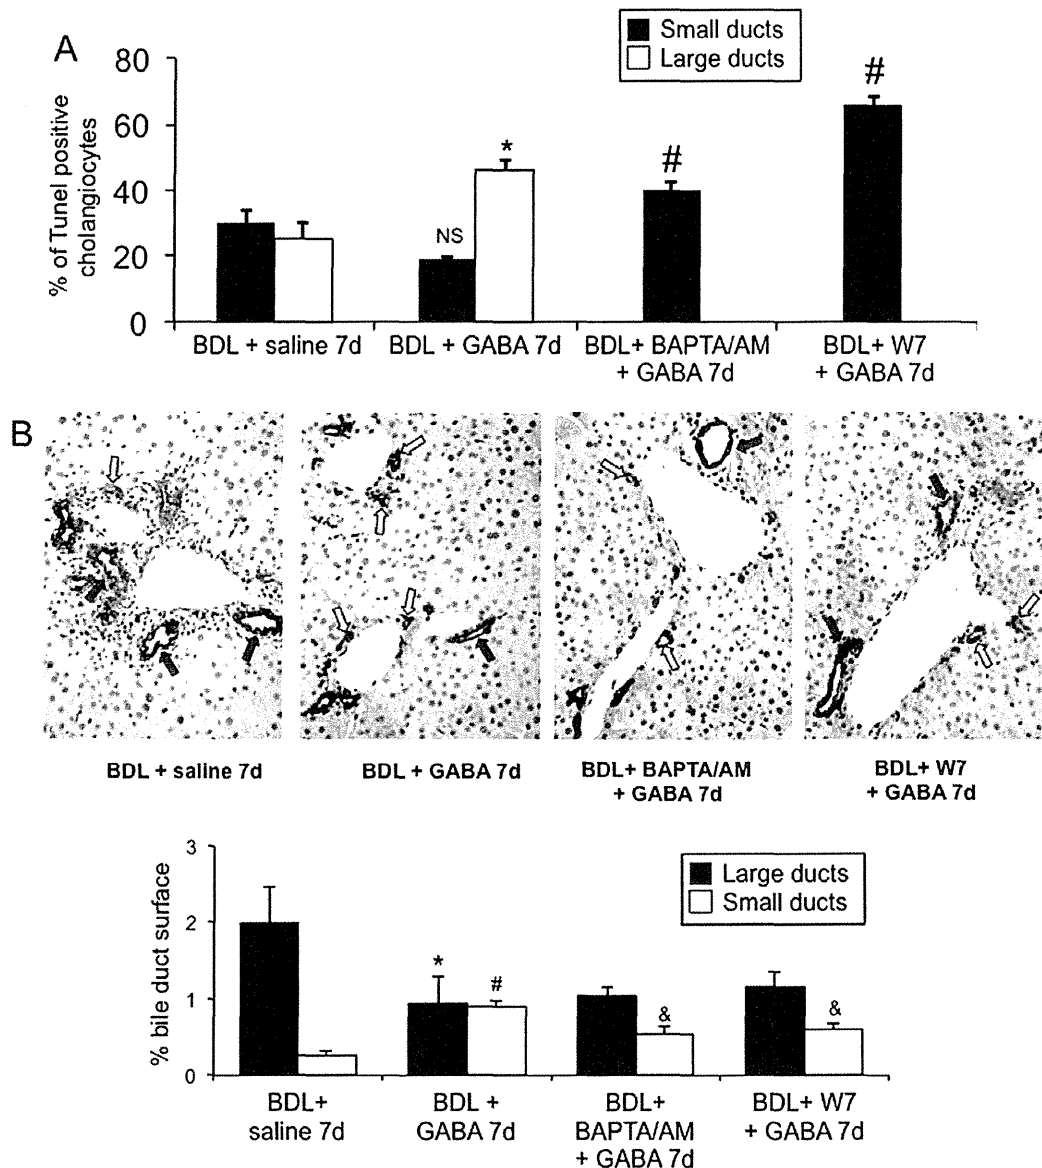 A
Small ducts
Large ducts
% of Tunel positive
cholangiocytes
80
60
40
20
0
#
*
#
NS
BDL + saline 7d
BDL + GABA 7d
BDL+ BAPTA/AM
+ GABA 7d
BDL+ W7
+ GABA 7d
B
BDL + saline 7d
BDL + GABA 7d
BDL+ BAPTA/AM
+ GABA 7d
BDL+ W7
+ GABA 7d
% bile duct surface
3
2
1
0
Large ducts
Small ducts
*
#
&
&
BDL+
saline 7d
BDL +
GABA 7d
BDL+
BAPTA/AM
+ GABA 7d
BDL+ W7
+ GABA 7d